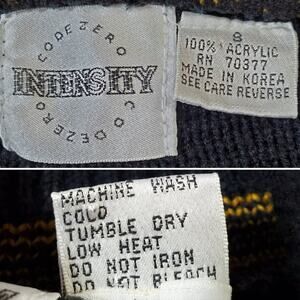 CODEZERO
INTENSITY
CODEZERO
S
100% ACRYLIC
RN 70377
MADE IN KOREA
SEE CARE REVERSE
MACHINE WASH
COLD
TUMBLE DRY
LOW HEAT
DO NOT IRON
DO NOT BLEACH